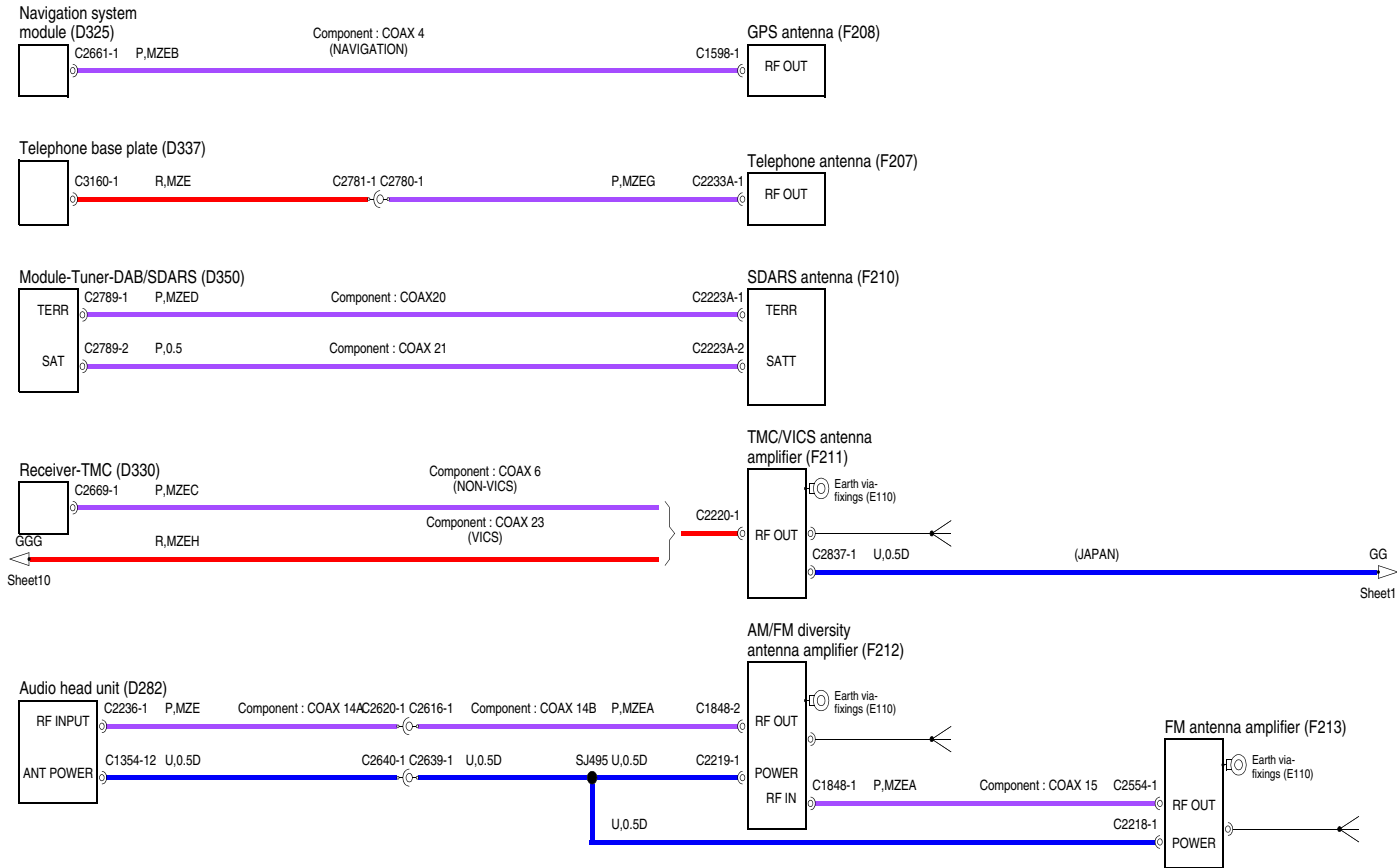 Navigation system
module (D325)
C2661-1 P,MZEB
Component : COAX 4
(NAVIGATION)
C1598-1
GPS antenna (F208)
RF OUT
Telephone base plate (D337)
C3160-1 R,MZE C2781-1 C2780-1 P,MZEG C2233A-1
Telephone antenna (F207)
RF OUT
Module-Tuner-DAB/SDARS (D350)
SDARS antenna (F210)
TERR C2789-1 P,MZED Component : COAX20 C2223A-1 TERR
SAT C2789-2 P,0.5 Component : COAX 21 C2223A-2 SATT
TMC/VICS antenna
amplifier (F211)
Receiver-TMC (D330)
C2669-1 P,MZEC
Component : COAX 6
(NON-VICS)
Component : COAX 23
(VICS)
GGG R,MZEH
Sheet10
C2220-1 RF OUT
Earth via-
fixings (E110)
C2837-1 U,0.5D (JAPAN) GG
Sheet1
AM/FM diversity
antenna amplifier (F212)
Audio head unit (D282)
RF INPUT C2236-1 P,MZE Component : COAX 14A C2620-1 C2616-1 Component : COAX 14B P,MZEA C1848-2 RF OUT
Earth via-
fixings (E110)
ANT POWER C1354-12 U,0.5D C2640-1 C2639-1 U,0.5D SJ495 U,0.5D C2219-1 POWER
RF IN C1848-1 P,MZEA Component : COAX 15 C2554-1
FM antenna amplifier (F213)
Earth via-
fixings (E110)
RF OUT
U,0.5D C2218-1 POWER